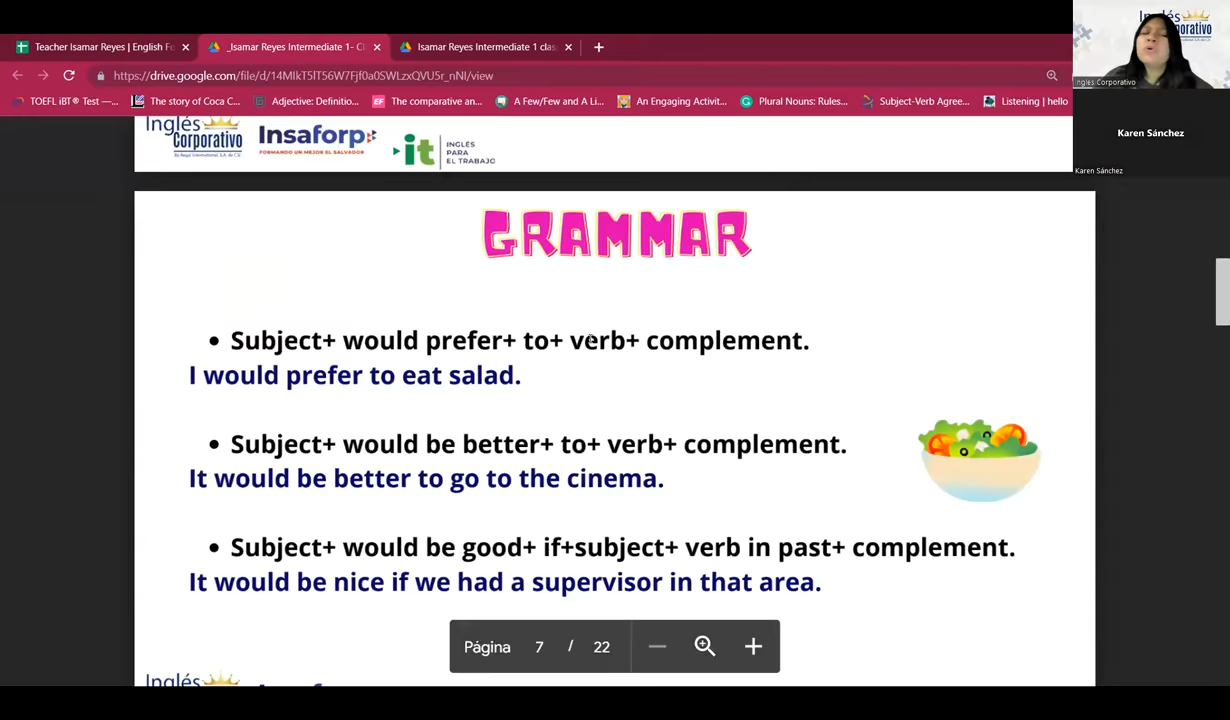 Teacher Isamar Reyes | English Fo
_Isamar Reyes Intermediate 1- Cl
Isamar Reyes Intermediate 1 clas
https://drive.google.com/file/d/14MIkT5IT56W7Fjf0a0SWLzxQVU5r_nNI/view
TOEFL iBT® Test —...
The story of Coca C...
Adjective: Definitio...
EF The comparative an...
A Few/Few and A Li...
An Engaging Activit...
Plural Nouns: Rules...
Subject-Verb Agree...
Listening | hello
Inglés Corporativo
Karen Sánchez
Karen Sánchez
Inglés
Corporativo
Insaforp
FORMANDO UN MEJOR EL SALVADOR
it
INGLÉS
PARA
EL TRABAJO
GRAMMAR
• Subject+ would prefer+ to+ verb+ complement.
I would prefer to eat salad.
• Subject+ would be better+ to+ verb+ complement.
It would be better to go to the cinema.
• Subject+ would be good+ if+subject+ verb in past+ complement.
It would be nice if we had a supervisor in that area.
Página 7 / 22
Inglés